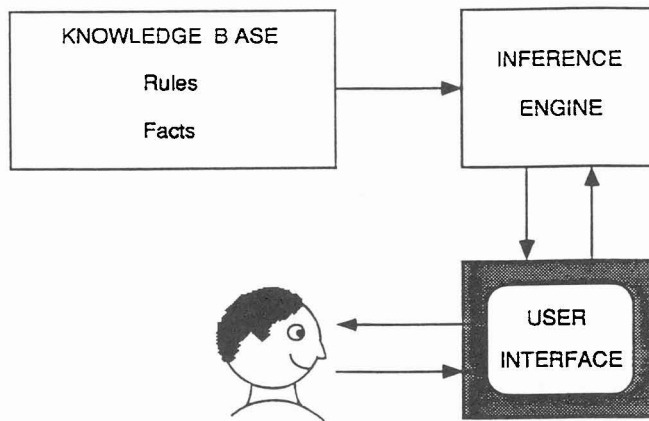 KNOWLEDGE B ASE
Rules
Facts
INFERENCE
ENGINE
USER
INTERFACE